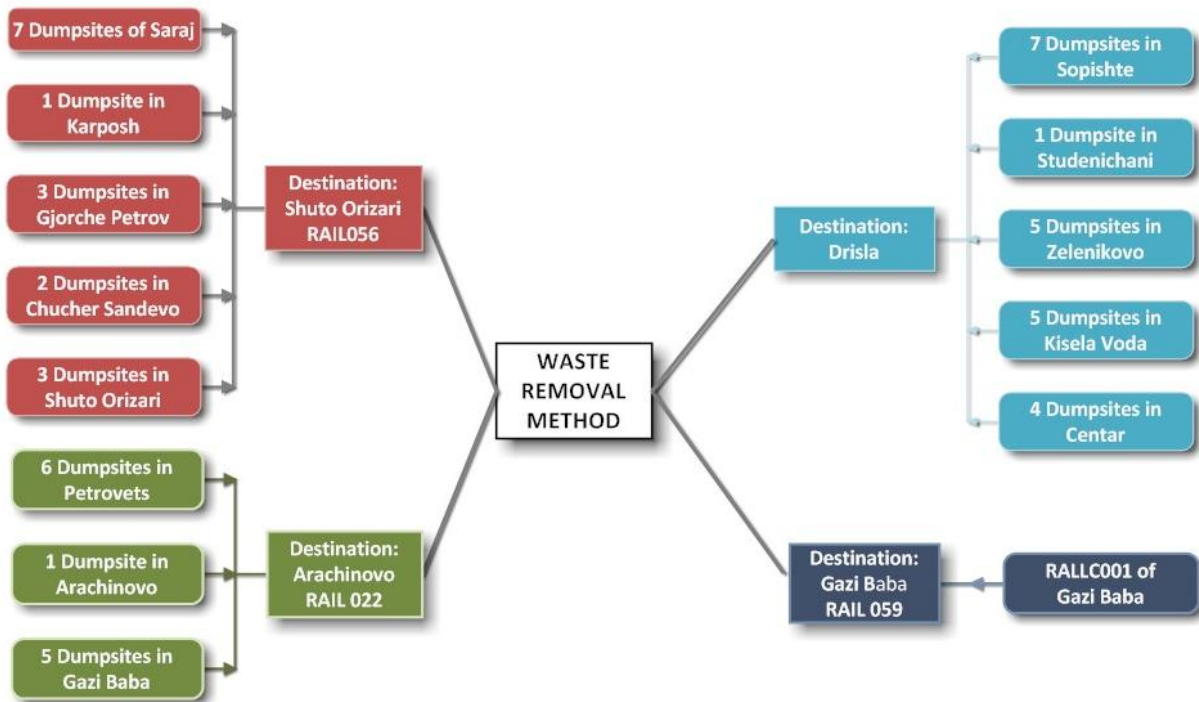 7 Dumpsites of Saraj
1 Dumpsite in
Karposh
3 Dumpsites in
Gjorche Petrov
2 Dumpsites in
Chucher Sandevo
3 Dumpsites in
Shuto Orizari
Destination:
Shuto Orizari
RAIL056
6 Dumpsites in
Petrovets
1 Dumpsite in
Arachinovo
5 Dumpsites in
Gazi Baba
Destination:
Arachinovo
RAIL 022
WASTE
REMOVAL
METHOD
Destination:
Drisla
7 Dumpsites in
Sopishte
1 Dumpsite in
Studenichani
5 Dumpsites in
Zelenikovo
5 Dumpsites in
Kisela Voda
4 Dumpsites in
Centar
Destination:
Gazi Baba
RAIL 059
RALLC001 of
Gazi Baba